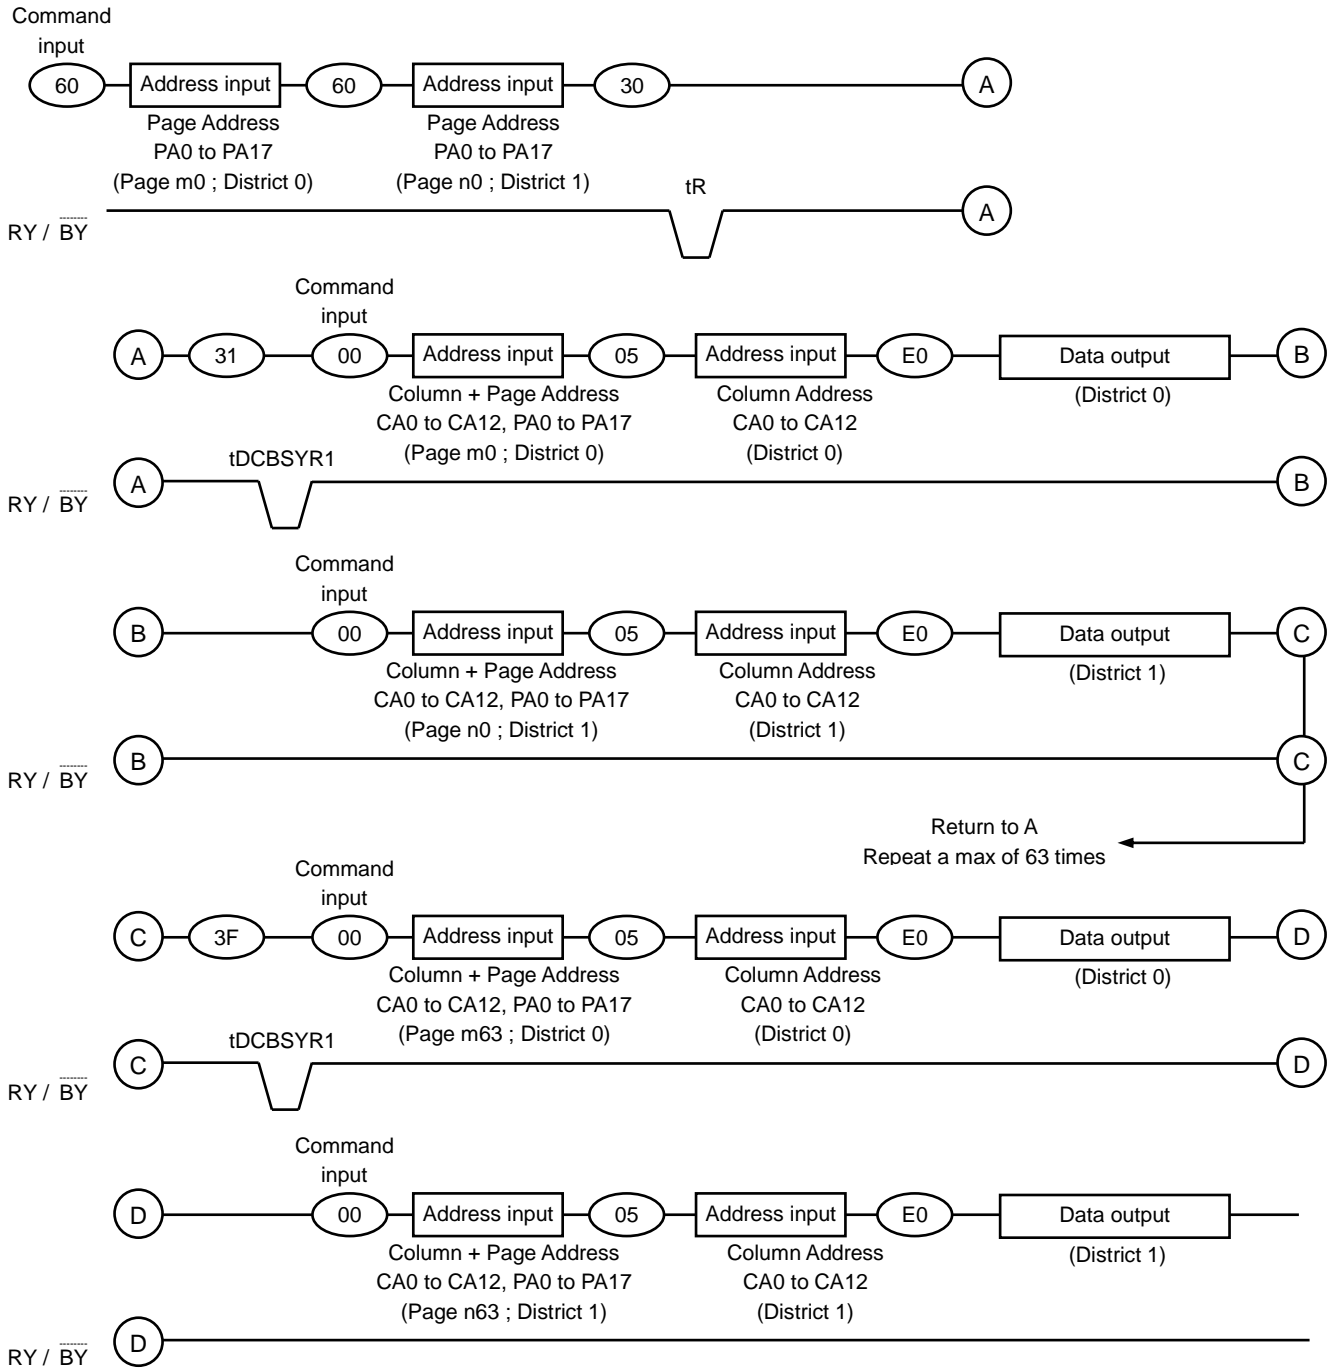 Command
input
60 Address input 60 Address input 30 A
Page Address Page Address
PA0 to PA17 PA0 to PA17
(Page m0 ; District 0) (Page n0 ; District 1)
tR
RY / BY A
Command
input
A 31 00 Address input 05 Address input E0 Data output B
Column + Page Address Column Address (District 0)
CA0 to CA12, PA0 to PA17 CA0 to CA12
(Page m0 ; District 0) (District 0)
tDCBSYR1
RY / BY A B
Command
input
B 00 Address input 05 Address input E0 Data output C
Column + Page Address Column Address (District 1)
CA0 to CA12, PA0 to PA17 CA0 to CA12
(Page n0 ; District 1) (District 1)
RY / BY B C
Return to A
Repeat a max of 63 times
Command
input
C 3F 00 Address input 05 Address input E0 Data output D
Column + Page Address Column Address (District 0)
CA0 to CA12, PA0 to PA17 CA0 to CA12
(Page m63 ; District 0) (District 0)
tDCBSYR1
RY / BY C D
Command
input
D 00 Address input 05 Address input E0 Data output
Column + Page Address Column Address (District 1)
CA0 to CA12, PA0 to PA17 CA0 to CA12
(Page n63 ; District 1) (District 1)
RY / BY D